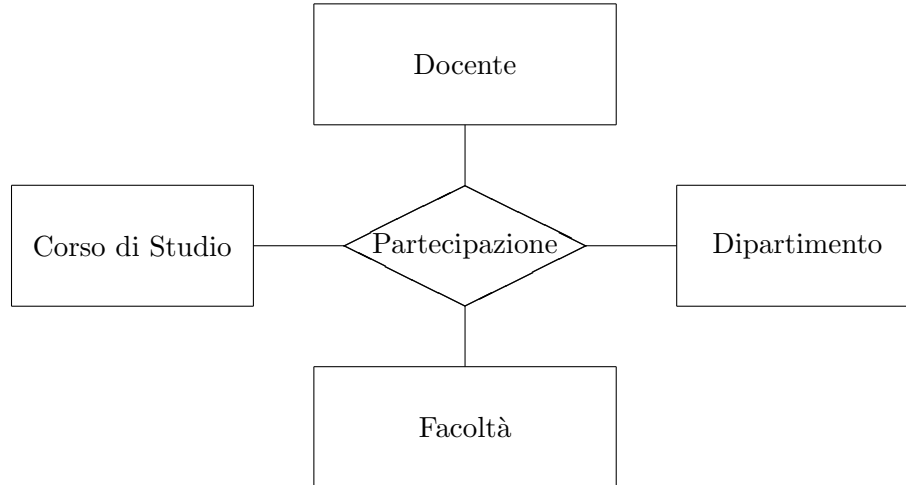 Docente
Corso di Studio
Partecipazione
Dipartimento
Facoltà